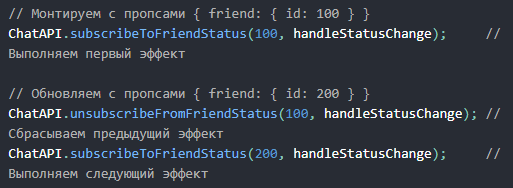 // Монтируем с пропсами { friend: { id: 100 } }
ChatAPI.subscribeToFriendStatus(100, handleStatusChange);     //
Выполняем первый эффект
// Обновляем с пропсами { friend: { id: 200 } }
ChatAPI.unsubscribeFromFriendStatus(100, handleStatusChange); //
Сбрасываем предыдущий эффект
ChatAPI.subscribeToFriendStatus(200, handleStatusChange);     //
Выполняем следующий эффект